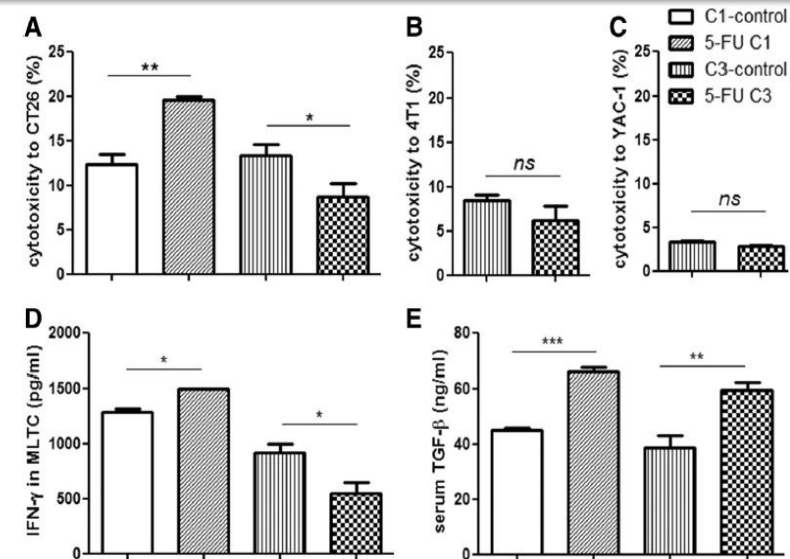 A
cytotoxicity to CT26 (%)
25
20
15
10
5
0
**
*
B
cytotoxicity to 4T1 (%)
25
20
15
10
5
0
ns
C
cytotoxicity to YAC-1 (%)
25
20
15
10
5
0
ns
C1-control
5-FU C1
C3-control
5-FU C3
D
IFN-γ in MLTC (pg/ml)
2000
1500
1000
500
0
*
*
E
serum TGF-β (ng/ml)
80
60
40
20
0
***
**